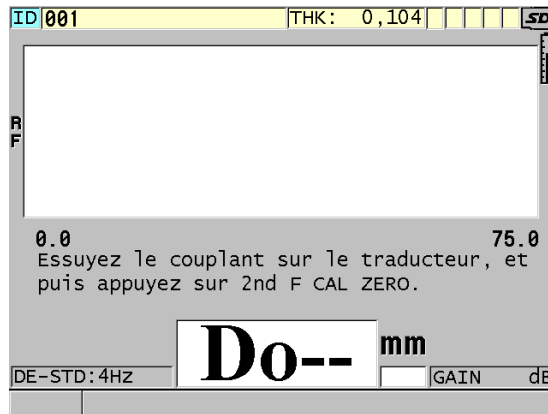 ID 001 THK: 0,104 SD
RF
0.0 75.0
Essuyez le couplant sur le traducteur, et
puis appuyez sur 2nd F CAL ZERO.
Do-- mm
DE-STD:4Hz GAIN dB